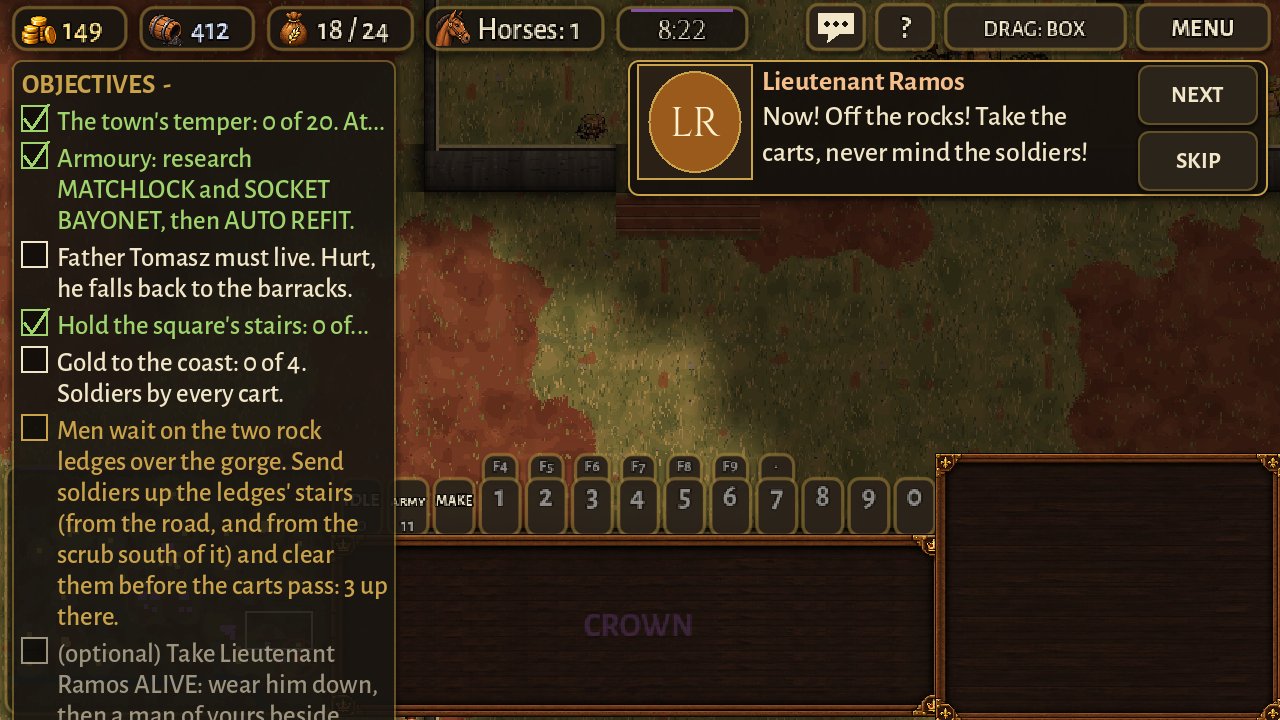 149
412
18 / 24
Horses: 1
8:22
?
DRAG: BOX
MENU
OBJECTIVES -
The town's temper: 0 of 20. At...
Armoury: research
MATCHLOCK and SOCKET
BAYONET, then AUTO REFIT.
Father Tomasz must live. Hurt,
he falls back to the barracks.
Hold the square's stairs: 0 of...
Gold to the coast: 0 of 4.
Soldiers by every cart.
Men wait on the two rock
ledges over the gorge. Send
soldiers up the ledges' stairs
(from the road, and from the
scrub south of it) and clear
them before the carts pass: 3 up
there.
(optional) Take Lieutenant
Ramos ALIVE: wear him down,
then a man of yours beside
LR
Lieutenant Ramos
Now! Off the rocks! Take the
carts, never mind the soldiers!
NEXT
SKIP
F4
F5
F6
F7
F8
F9
IDLE
ARMY
11
MAKE
1
2
3
4
5
6
7
8
9
0
CROWN